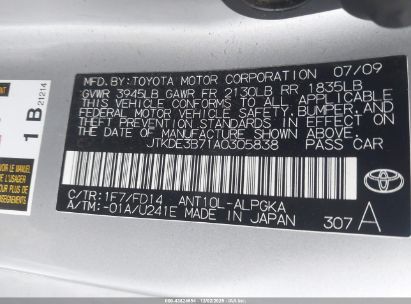 MFD. BY: TOYOTA MOTOR CORPORATION 07/09
GVWR 3945LB GAWR FR 2130LB RR 1835LB
THIS VEHICLE CONFORMS TO ALL APPLICABLE
FEDERAL MOTOR VEHICLE SAFETY, BUMPER, AND
THEFT PREVENTION STANDARDS IN EFFECT ON
THE DATE OF MANUFACTURE SHOWN ABOVE.
JTKDE3B71A0305838 PASS CAR
C/TR: 1F7/FD14 ANT10L-ALPGKA
A/TM: -01A/U241E MADE IN JAPAN
307 A
TOYOTA
1 B
21214